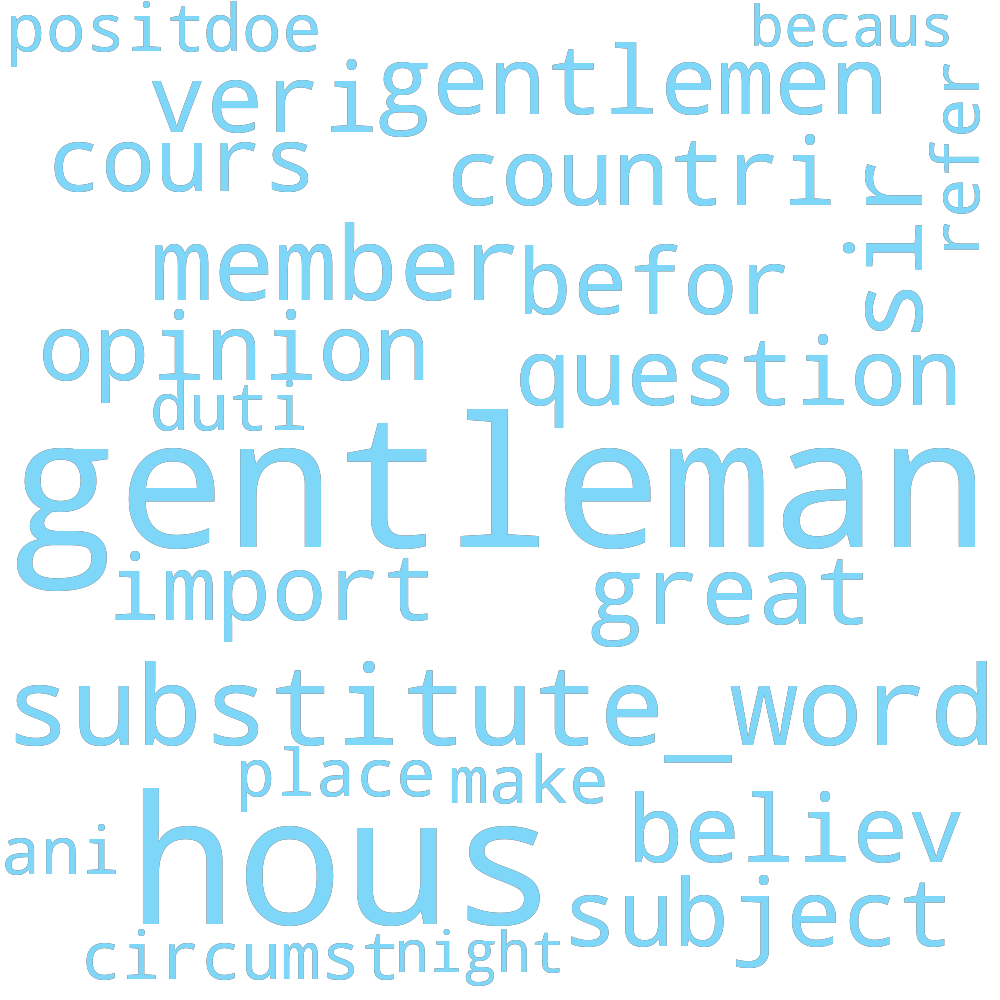 posit doe becaus
veri gentlemen refer
cours countri sir
member befor
opinion question
duti
gentleman
import great
substitute_word
place make
hous believ
ani subject
circumst night